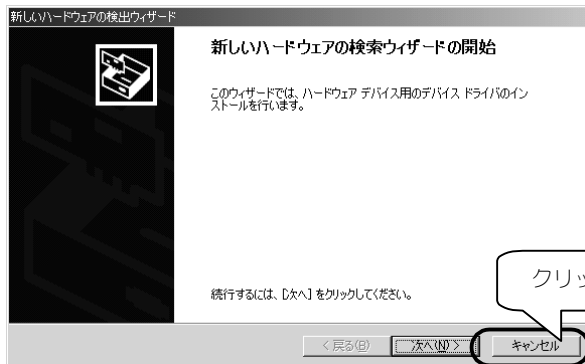 新しいハードウェアの検出ウィザード
新しいハードウェアの検索ウィザードの開始
このウィザードでは、ハードウェア デバイス用のデバイス ドライバのイン
ストールを行います。
クリッ
続行するには、[次へ] をクリックしてください。
< 戻る(B) 次へ(N) > キャンセル